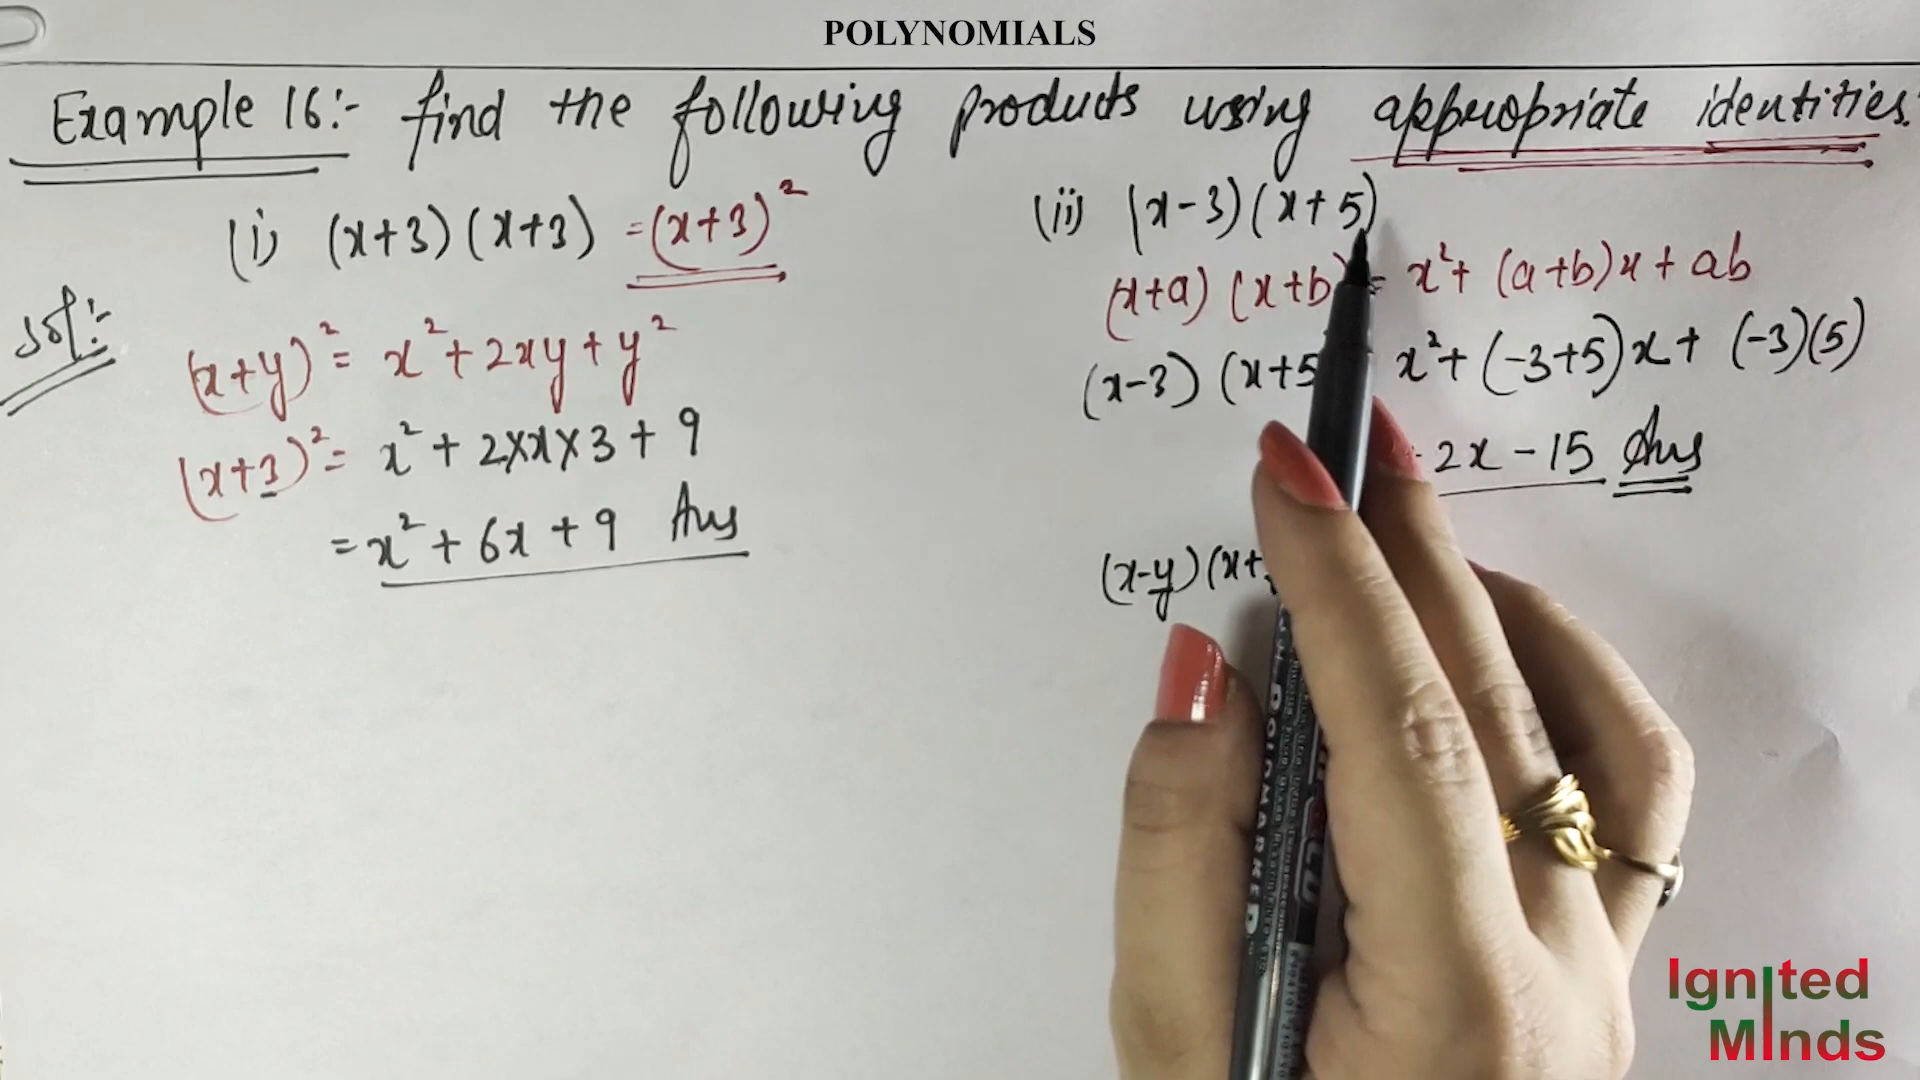 POLYNOMIALS
Example 16:- find the following products using appropriate identities.
(i) (x+3)(x+3) = (x+3)²
Sol:-
(x+y)² = x² + 2xy + y²
(x+3)² = x² + 2×x×3 + 9
= x² + 6x + 9 Ans
(ii) (x-3)(x+5)
(x+a)(x+b) = x² + (a+b)x + ab
(x-3)(x+5 x² + (-3+5)x + (-3)(5)
2x - 15 Ans
(x-y)(x+
Ignited
Minds